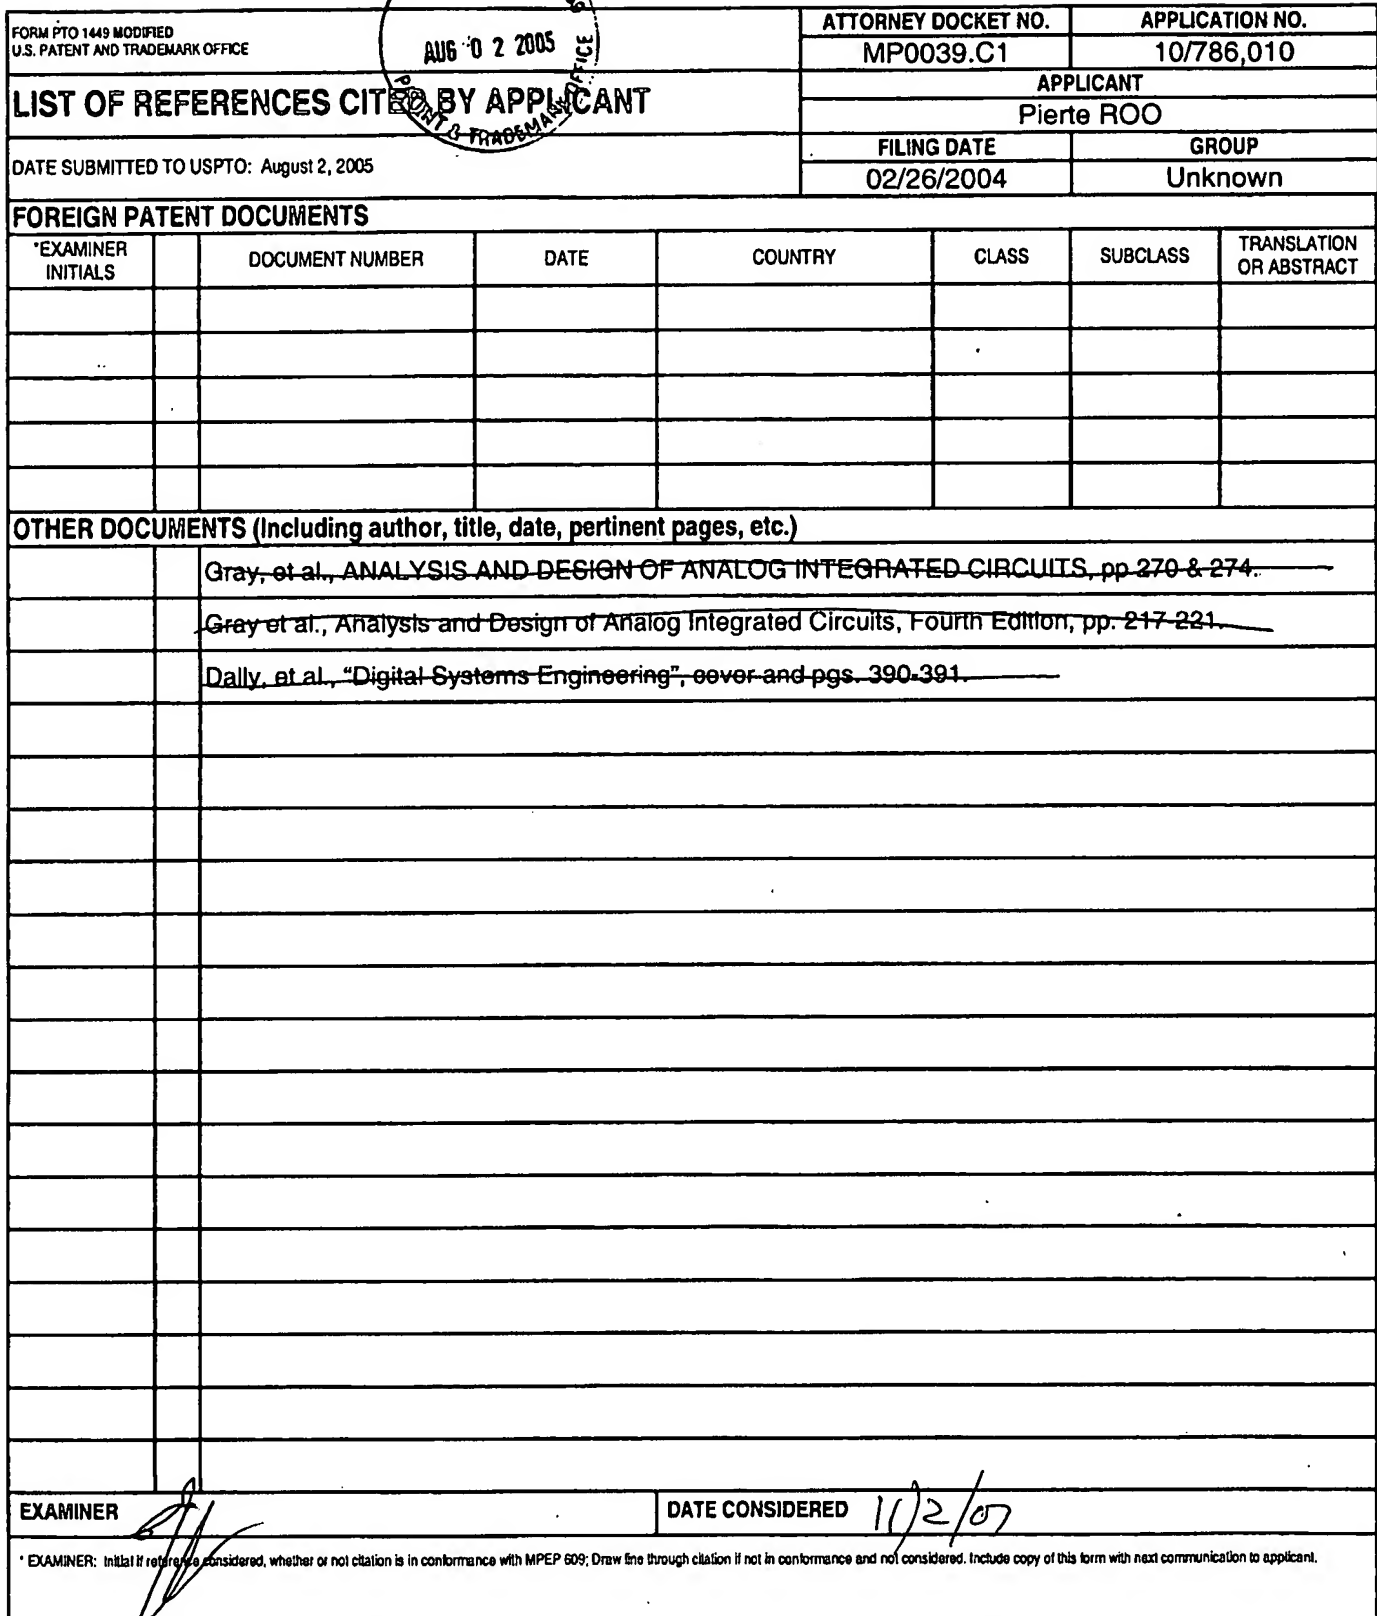 FORM PTO 1449 MODIFIED
U.S. PATENT AND TRADEMARK OFFICE
AUG 0 2 2005
& TRADEMARK OFFICE
ATTORNEY DOCKET NO.
MP0039.C1
APPLICATION NO.
10/786,010
LIST OF REFERENCES CITED BY APPLICANT
APPLICANT
Pierte ROO
DATE SUBMITTED TO USPTO: August 2, 2005
FILING DATE
02/26/2004
GROUP
Unknown
FOREIGN PATENT DOCUMENTS
*EXAMINER INITIALS
DOCUMENT NUMBER
DATE
COUNTRY
CLASS
SUBCLASS
TRANSLATION OR ABSTRACT
OTHER DOCUMENTS (Including author, title, date, pertinent pages, etc.)
Gray, et al., ANALYSIS AND DESIGN OF ANALOG INTEGRATED CIRCUITS, pp 270 & 274.
Gray et al., Analysis and Design of Analog Integrated Circuits, Fourth Edition, pp. 217-221.
Dally, et al., “Digital Systems Engineering”, cover and pgs. 390-391.
EXAMINER
DATE CONSIDERED 11/2/07
* EXAMINER: Initial if reference considered, whether or not citation is in conformance with MPEP 609; Draw line through citation if not in conformance and not considered. Include copy of this form with next communication to applicant.